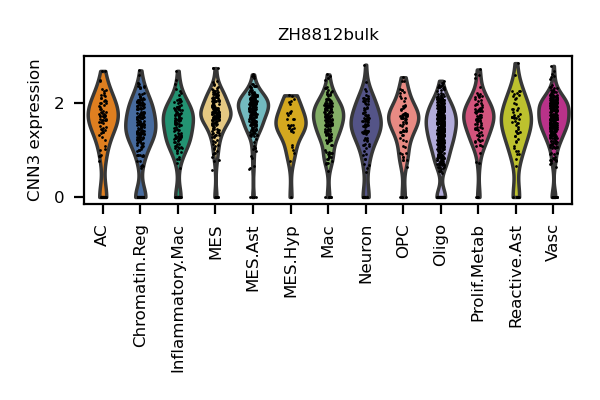 ZH8812bulk
CNN3 expression
2
0
AC
Chromatin.Reg
Inflammatory.Mac
MES
MES.Ast
MES.Hyp
Mac
Neuron
OPC
Oligo
Prolif.Metab
Reactive.Ast
Vasc